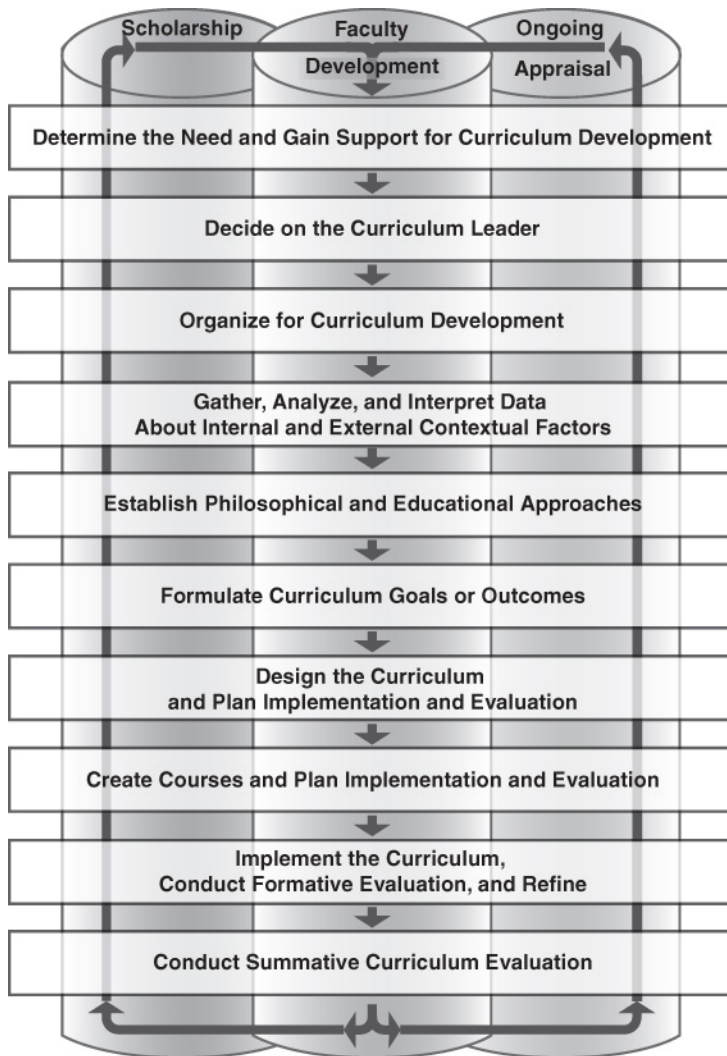 Scholarship
Faculty
Development
Ongoing
Appraisal
Determine the Need and Gain Support for Curriculum Development
Decide on the Curriculum Leader
Organize for Curriculum Development
Gather, Analyze, and Interpret Data
About Internal and External Contextual Factors
Establish Philosophical and Educational Approaches
Formulate Curriculum Goals or Outcomes
Design the Curriculum
and Plan Implementation and Evaluation
Create Courses and Plan Implementation and Evaluation
Implement the Curriculum,
Conduct Formative Evaluation, and Refine
Conduct Summative Curriculum Evaluation